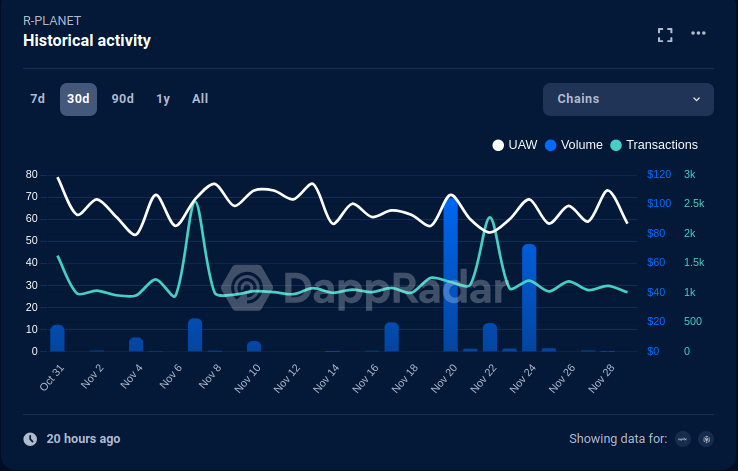 R-PLANET
Historical activity
7d 30d 90d 1y All Chains
UAW Volume Transactions
80 $120 3k
70 $100 2.5k
60 $80 2k
50 $60 1.5k
40 $40 1k
30 $20 500
20 $0 0
10
0
DappRadar
Oct 31 Nov 2 Nov 4 Nov 6 Nov 8 Nov 10 Nov 12 Nov 14 Nov 16 Nov 18 Nov 20 Nov 22 Nov 24 Nov 26 Nov 28
20 hours ago Showing data for: